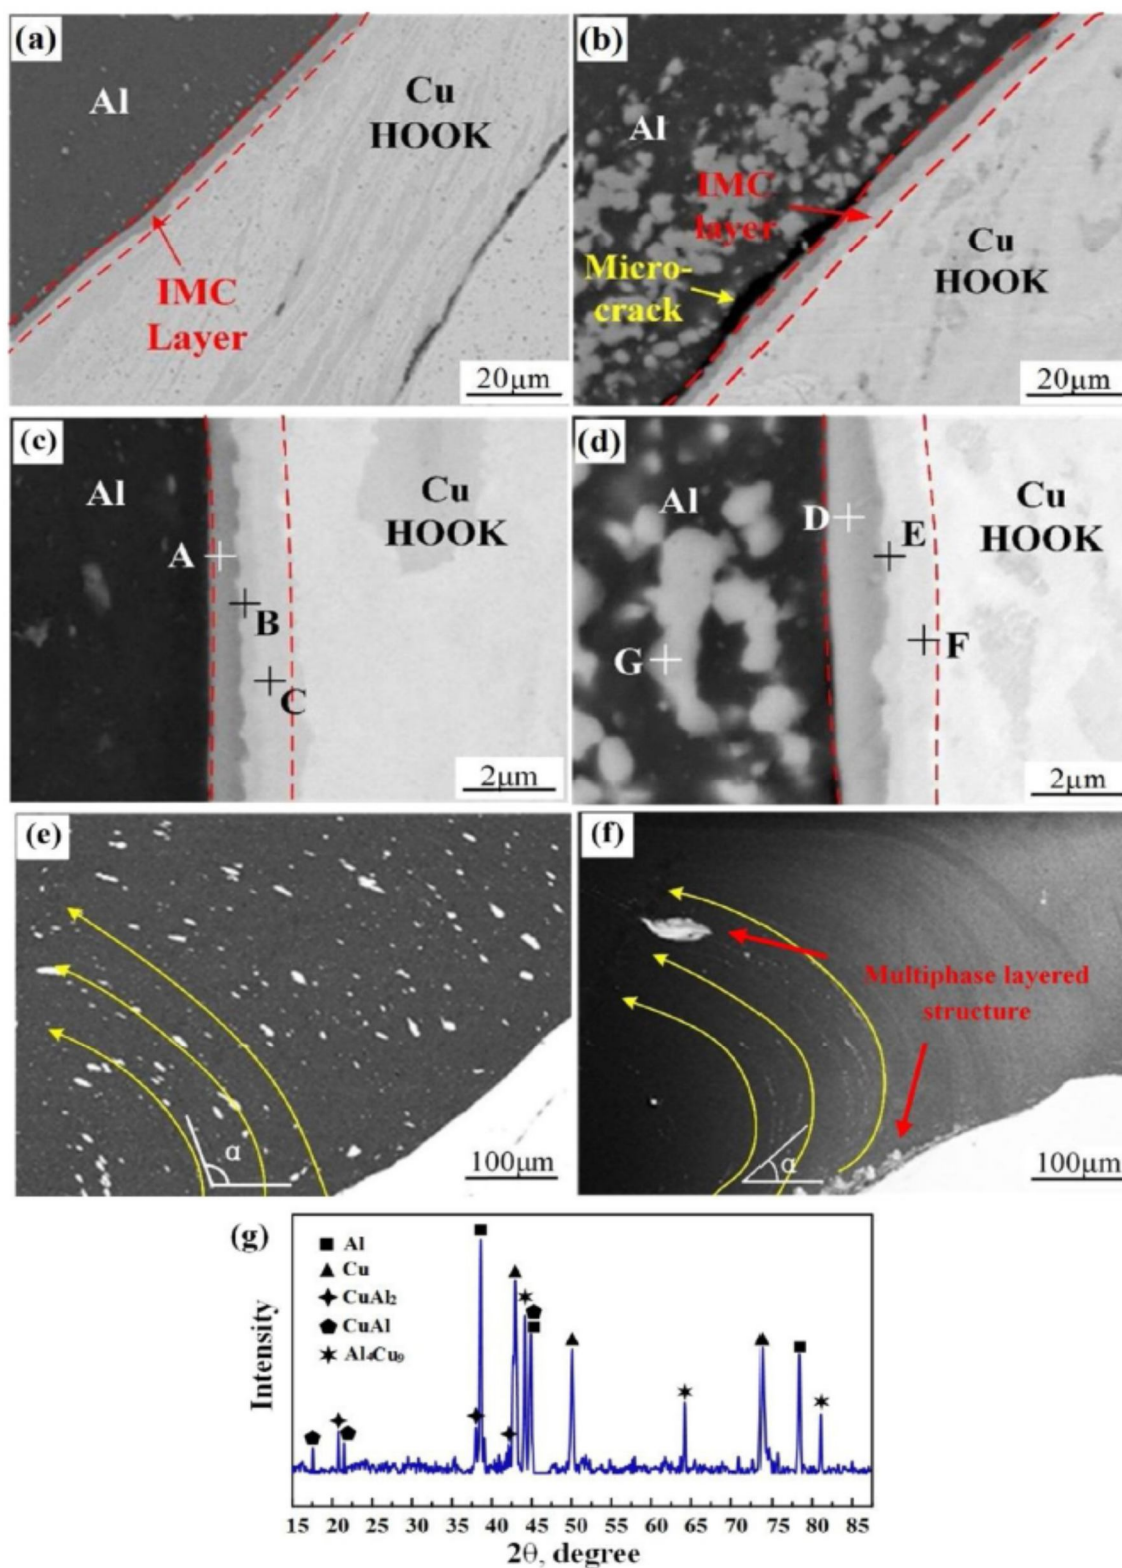 (a)
Al
Cu
HOOK
IMC
Layer
20μm
(b)
Al
IMC
layer
Micro-
crack
Cu
HOOK
20μm
(c)
Al
Cu
HOOK
A
B
C
2μm
(d)
Al
D
E
Cu
HOOK
G
F
2μm
(e)
α
100μm
(f)
Multiphase layered
structure
α
100μm
(g)
Al
Cu
CuAl₂
CuAl
Al₄Cu₉
Intensity
15 20 25 30 35 40 45 50 55 60 65 70 75 80 85
2θ, degree